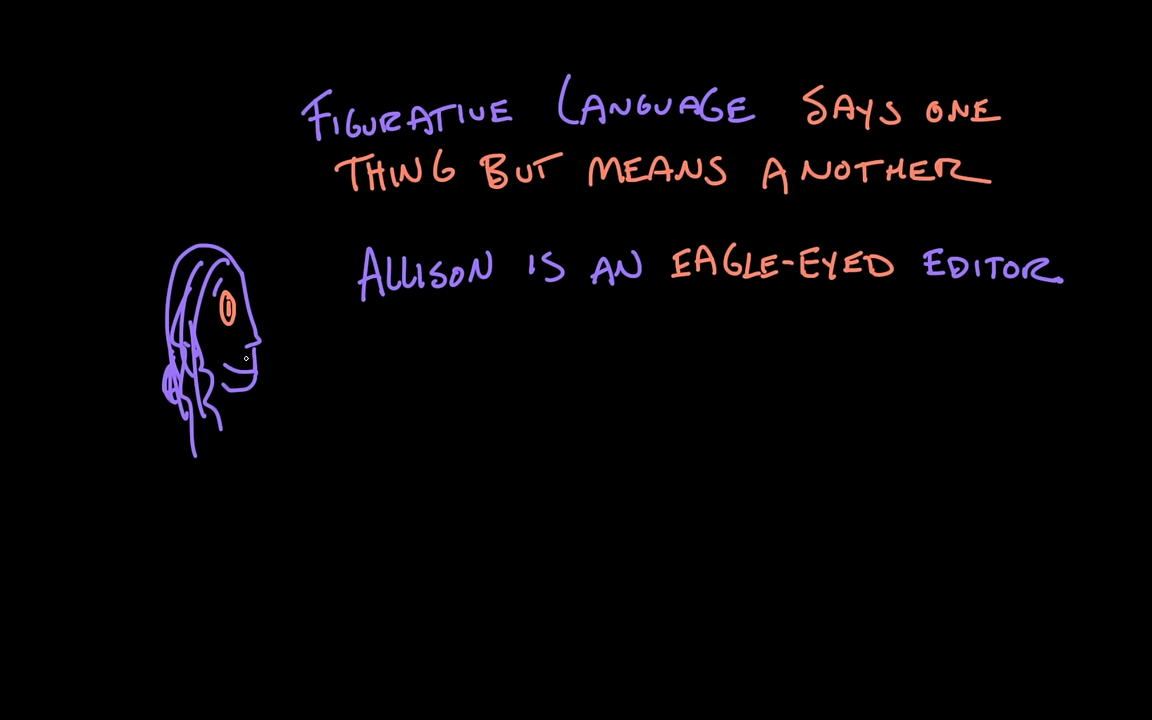 FIGURATIVE LANGUAGE SAYS ONE
THING BUT MEANS ANOTHER
ALLISON IS AN EAGLE-EYED EDITOR.